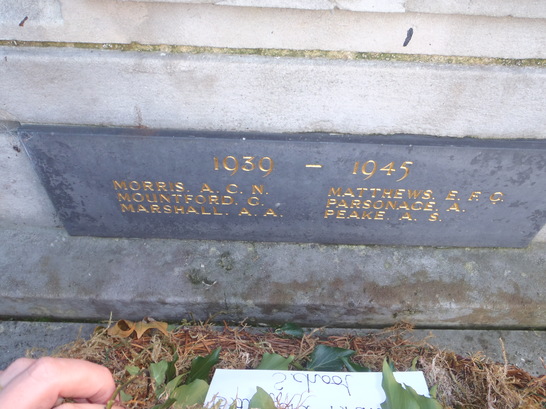 1939 – 1945
MORRIS. A. C. N.
MOUNTFORD. C.
MARSHALL. A. A.
MATTHEWS. E. F. C.
PARSONAGE. A.
PEAKE. A. S.